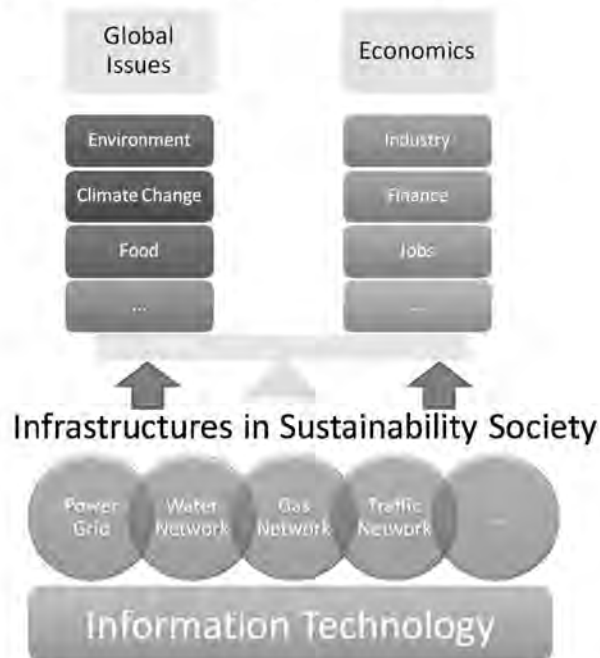 Global
Issues
Economics
Environment
Climate Change
Food
...
Industry
Finance
Jobs
...
Infrastructures in Sustainability Society
Power
Grid
Water
Network
Gas
Network
Traffic
Network
...
Information Technology